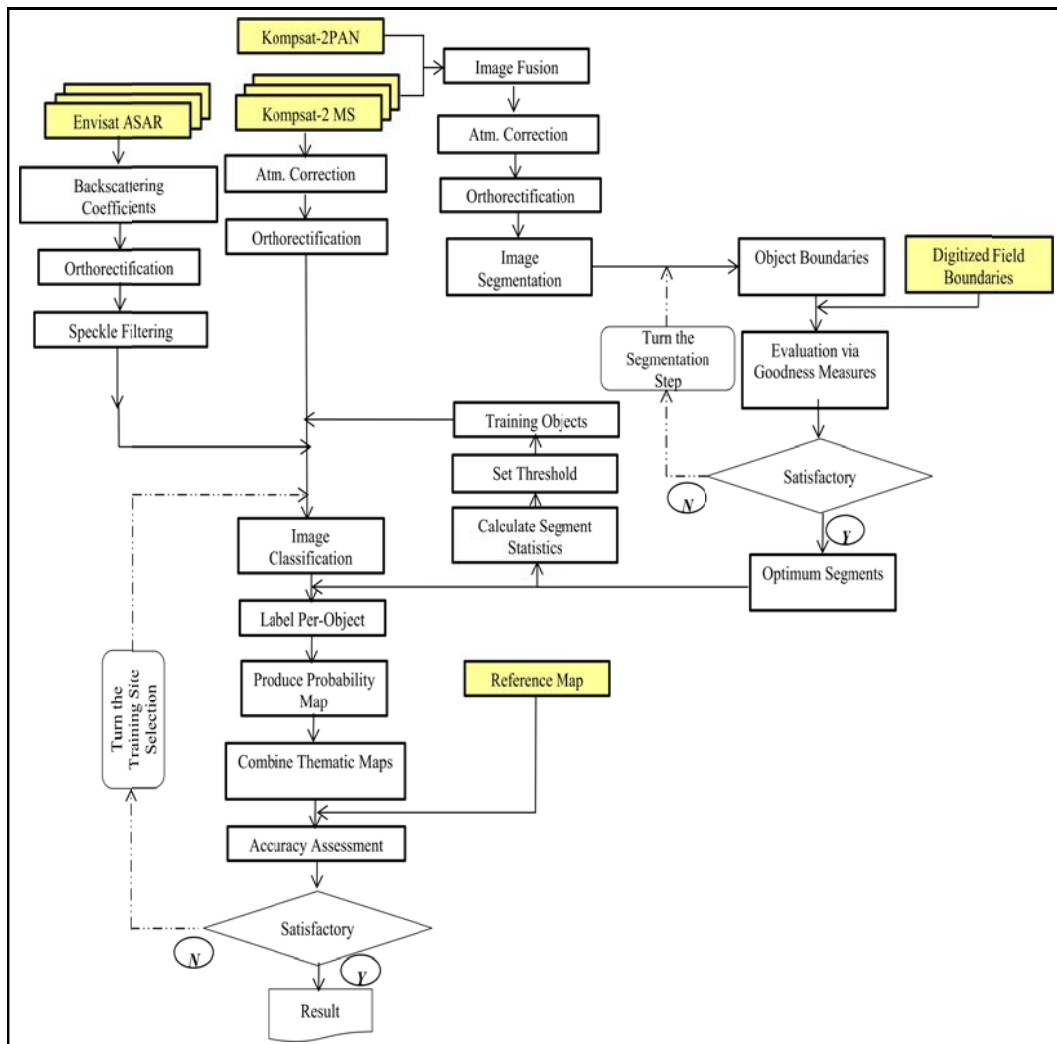 Kompsat-2PAN
Image Fusion
Envisat ASAR
Kompsat-2 MS
Atm. Correction
Backscattering
Coefficients
Atm. Correction
Orthorectification
Orthorectification
Orthorectification
Image
Segmentation
Object Boundaries
Digitized Field
Boundaries
Speckle Filtering
Turn the
Segmentation
Step
Evaluation via
Goodness Measures
Training Objects
Set Threshold
Satisfactory
N
Y
Image
Classification
Calculate Segment
Statistics
Optimum Segments
Label Per-Object
Turn the
Training Site
Selection
Produce Probability
Map
Reference Map
Combine Thematic Maps
Accuracy Assessment
Satisfactory
N
Y
Result